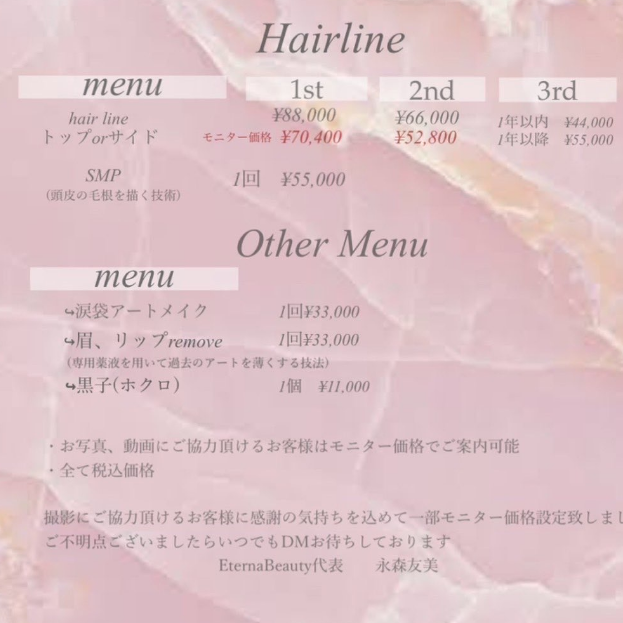 Hairline
menu 1st 2nd 3rd
hair line ¥88,000 ¥66,000 1年以内 ¥44,000
トップorサイド モニター価格 ¥70,400 ¥52,800 1年以降 ¥55,000
SMP 1回 ¥55,000
(頭皮の毛根を描く技術)
Other Menu
menu
↪涙袋アートメイク 1回¥33,000
↪眉、リップremove 1回¥33,000
(専用薬液を用いて過去のアートを薄くする技法)
↪黒子(ホクロ) 1個 ¥11,000
・お写真、動画にご協力頂けるお客様はモニター価格でご案内可能
・全て税込価格
撮影にご協力頂けるお客様に感謝の気持ちを込めて一部モニター価格設定致しまし
ご不明点ございましたらいつでもDMお待ちしております
EternaBeauty代表 永森友美